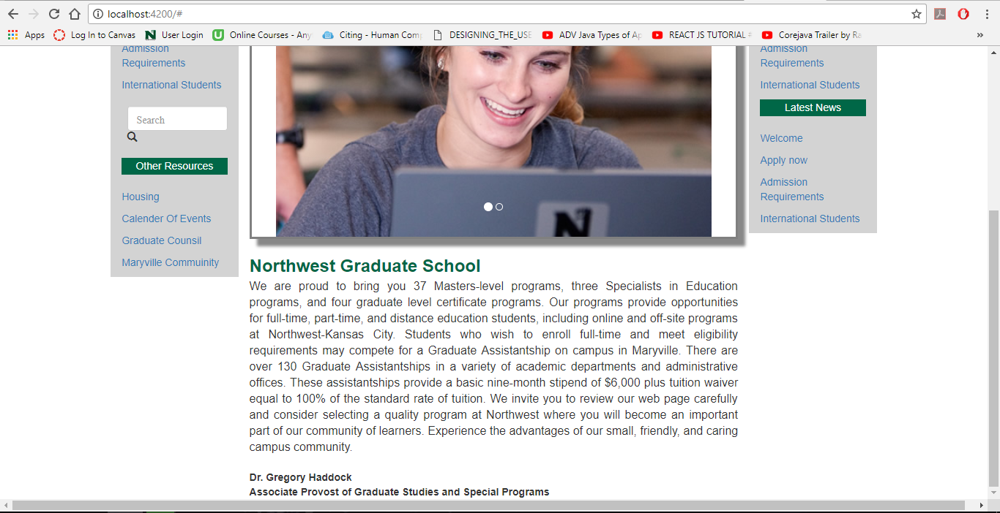 localhost:4200/#
Apps Log In to Canvas User Login Online Courses - Any Citing - Human Com DESIGNING_THE_USE ADV Java Types of Ap REACT JS TUTORIAL # Corejava Trailer by Ra »
Admission
Requirements
International Students
Search
Other Resources
Housing
Calender Of Events
Graduate Counsil
Maryville Commuinity
N
Northwest Graduate School
We are proud to bring you 37 Masters-level programs, three Specialists in Education
programs, and four graduate level certificate programs. Our programs provide opportunities
for full-time, part-time, and distance education students, including online and off-site programs
at Northwest-Kansas City. Students who wish to enroll full-time and meet eligibility
requirements may compete for a Graduate Assistantship on campus in Maryville. There are
over 130 Graduate Assistantships in a variety of academic departments and administrative
offices. These assistantships provide a basic nine-month stipend of $6,000 plus tuition waiver
equal to 100% of the standard rate of tuition. We invite you to review our web page carefully
and consider selecting a quality program at Northwest where you will become an important
part of our community of learners. Experience the advantages of our small, friendly, and caring
campus community.
Dr. Gregory Haddock
Associate Provost of Graduate Studies and Special Programs
Admission
Requirements
International Students
Latest News
Welcome
Apply now
Admission
Requirements
International Students